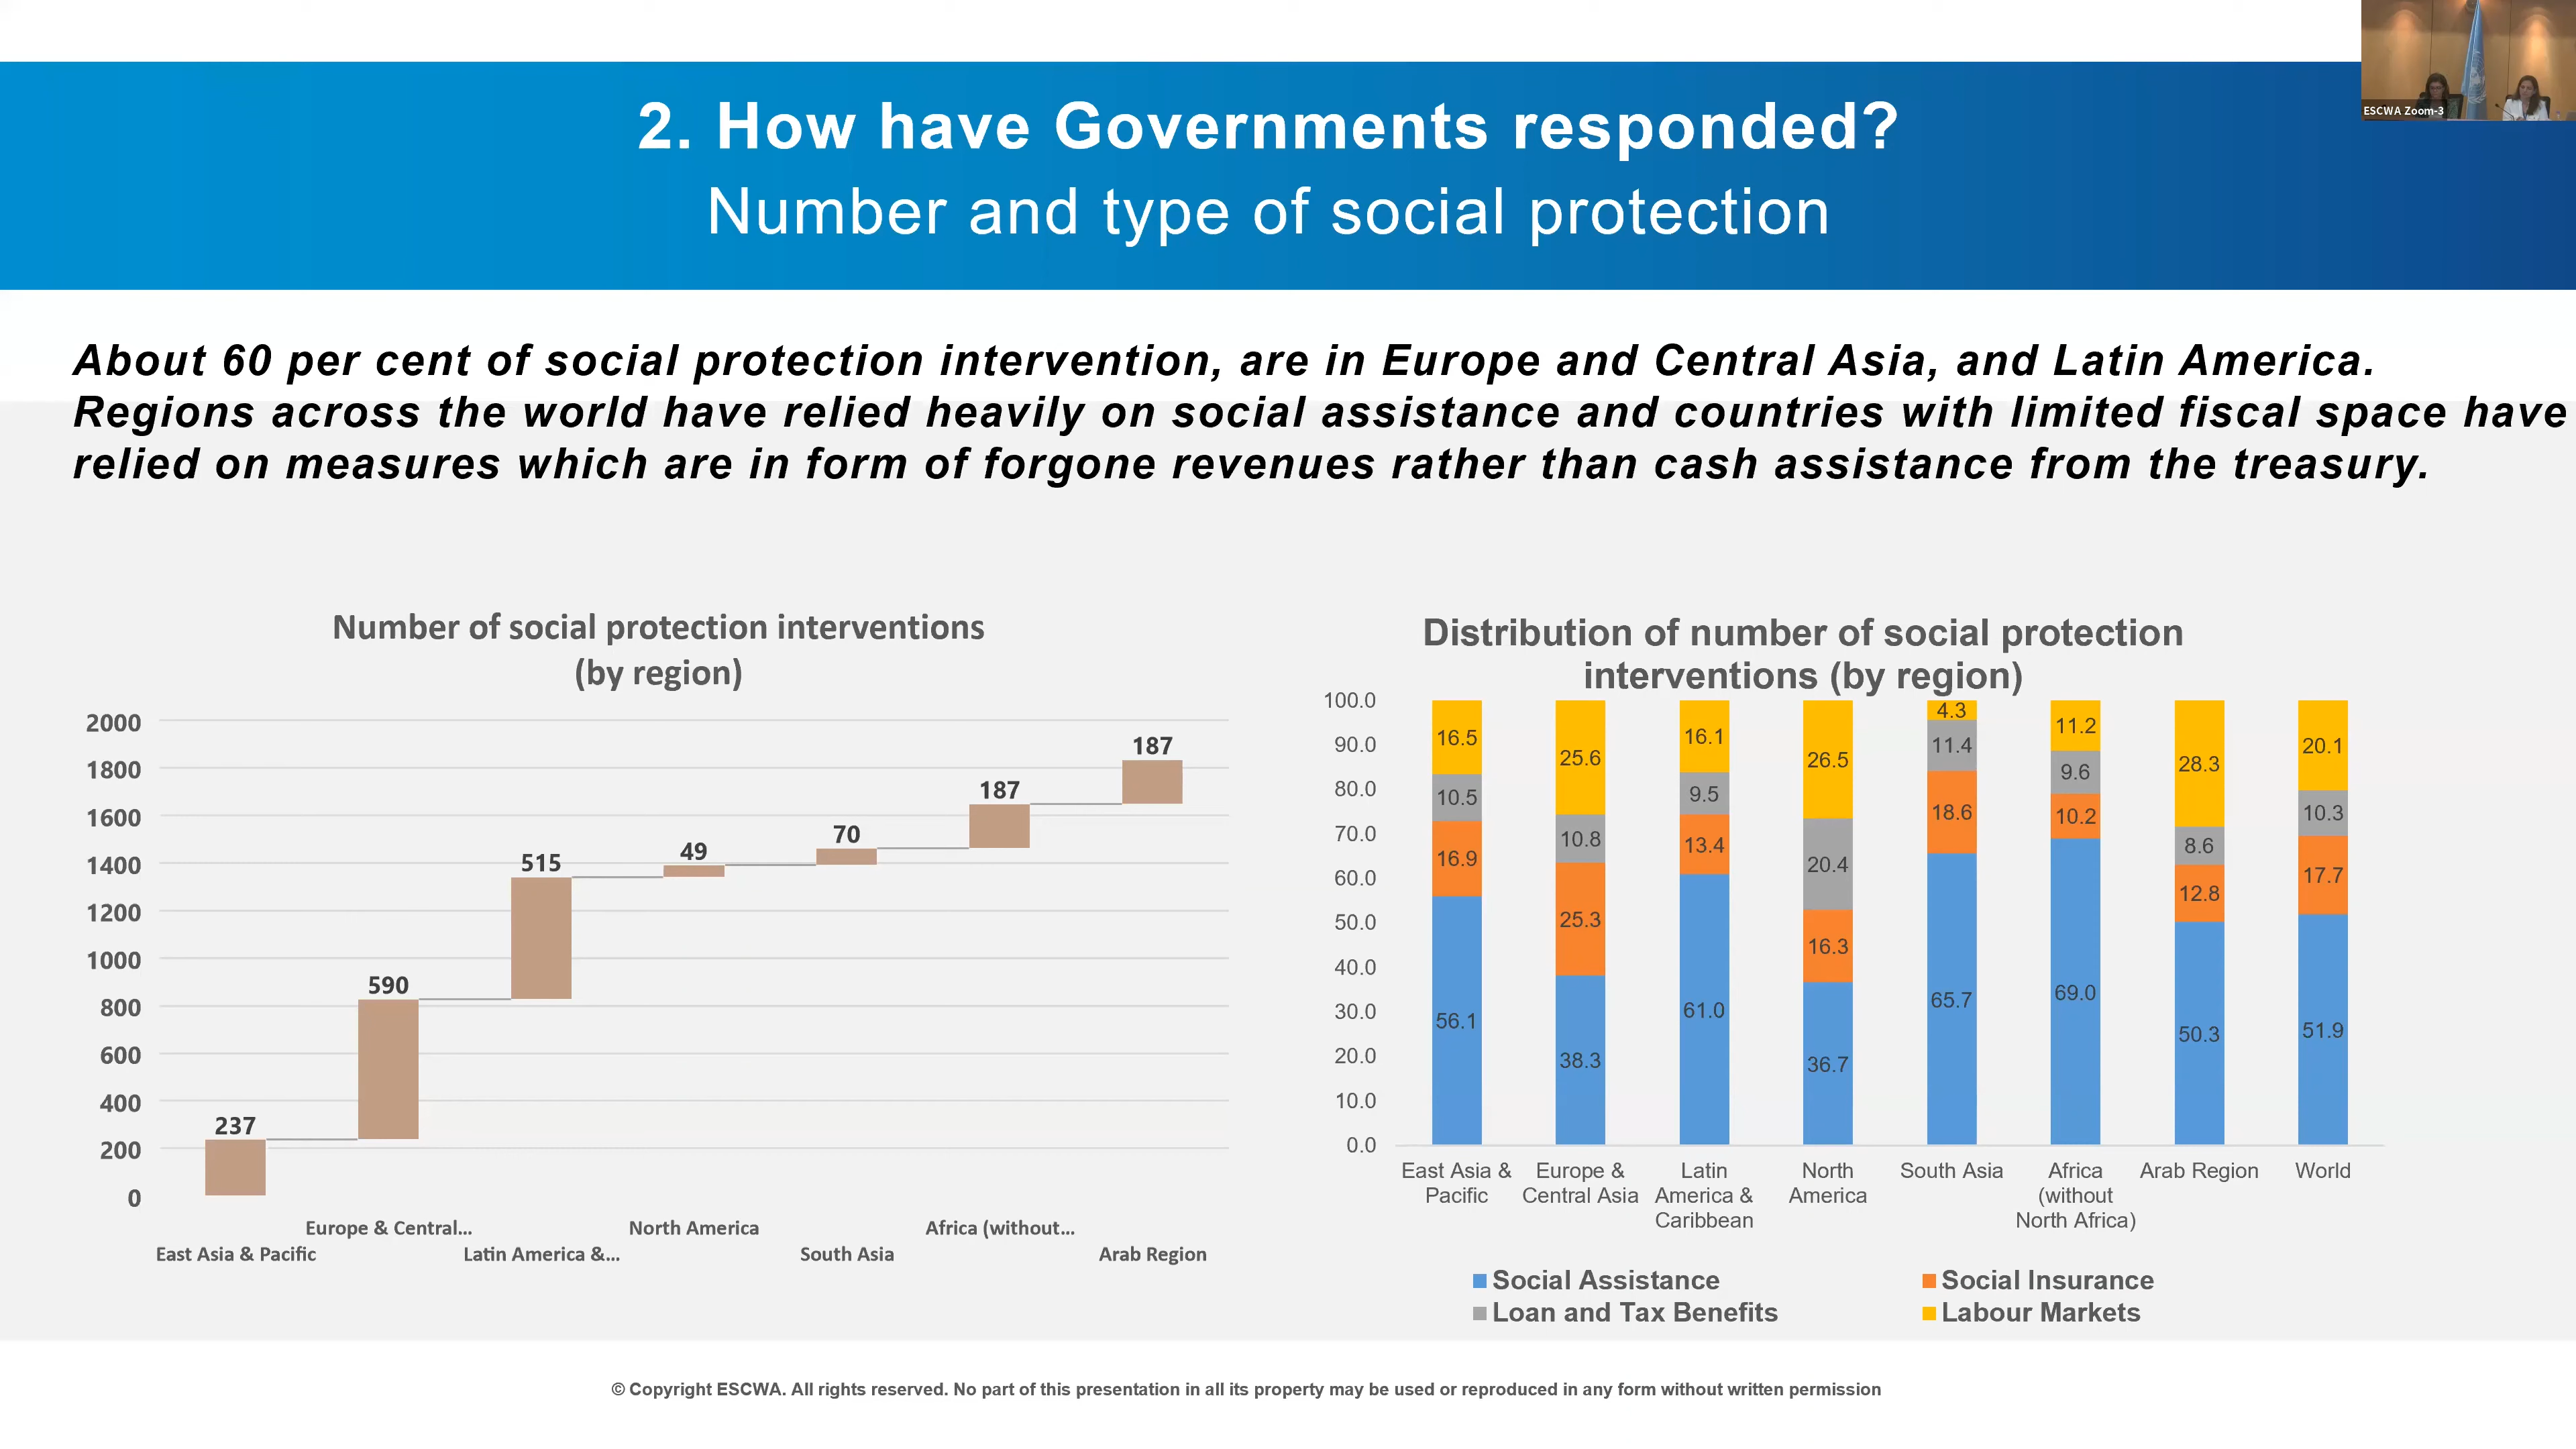 ESCWA Zoom-3
2. How have Governments responded?
Number and type of social protection
About 60 per cent of social protection intervention, are in Europe and Central Asia, and Latin America.
Regions across the world have relied heavily on social assistance and countries with limited fiscal space have
relied on measures which are in form of forgone revenues rather than cash assistance from the treasury.
Number of social protection interventions
(by region)
2000
1800
1600
1400
1200
1000
800
600
400
200
0
237
590
515
49
70
187
187
East Asia & Pacific
Europe & Central...
Latin America &...
North America
South Asia
Africa (without...
Arab Region
Distribution of number of social protection
interventions (by region)
100.0
90.0
80.0
70.0
60.0
50.0
40.0
30.0
20.0
10.0
0.0
16.5
10.5
16.9
56.1
25.6
10.8
25.3
38.3
16.1
9.5
13.4
61.0
26.5
20.4
16.3
36.7
4.3
11.4
18.6
65.7
11.2
9.6
10.2
69.0
28.3
8.6
12.8
50.3
20.1
10.3
17.7
51.9
East Asia &
Pacific
Europe &
Central Asia
Latin
America &
Caribbean
North
America
South Asia
Africa
(without
North Africa)
Arab Region
World
Social Assistance
Social Insurance
Loan and Tax Benefits
Labour Markets
© Copyright ESCWA. All rights reserved. No part of this presentation in all its property may be used or reproduced in any form without written permission